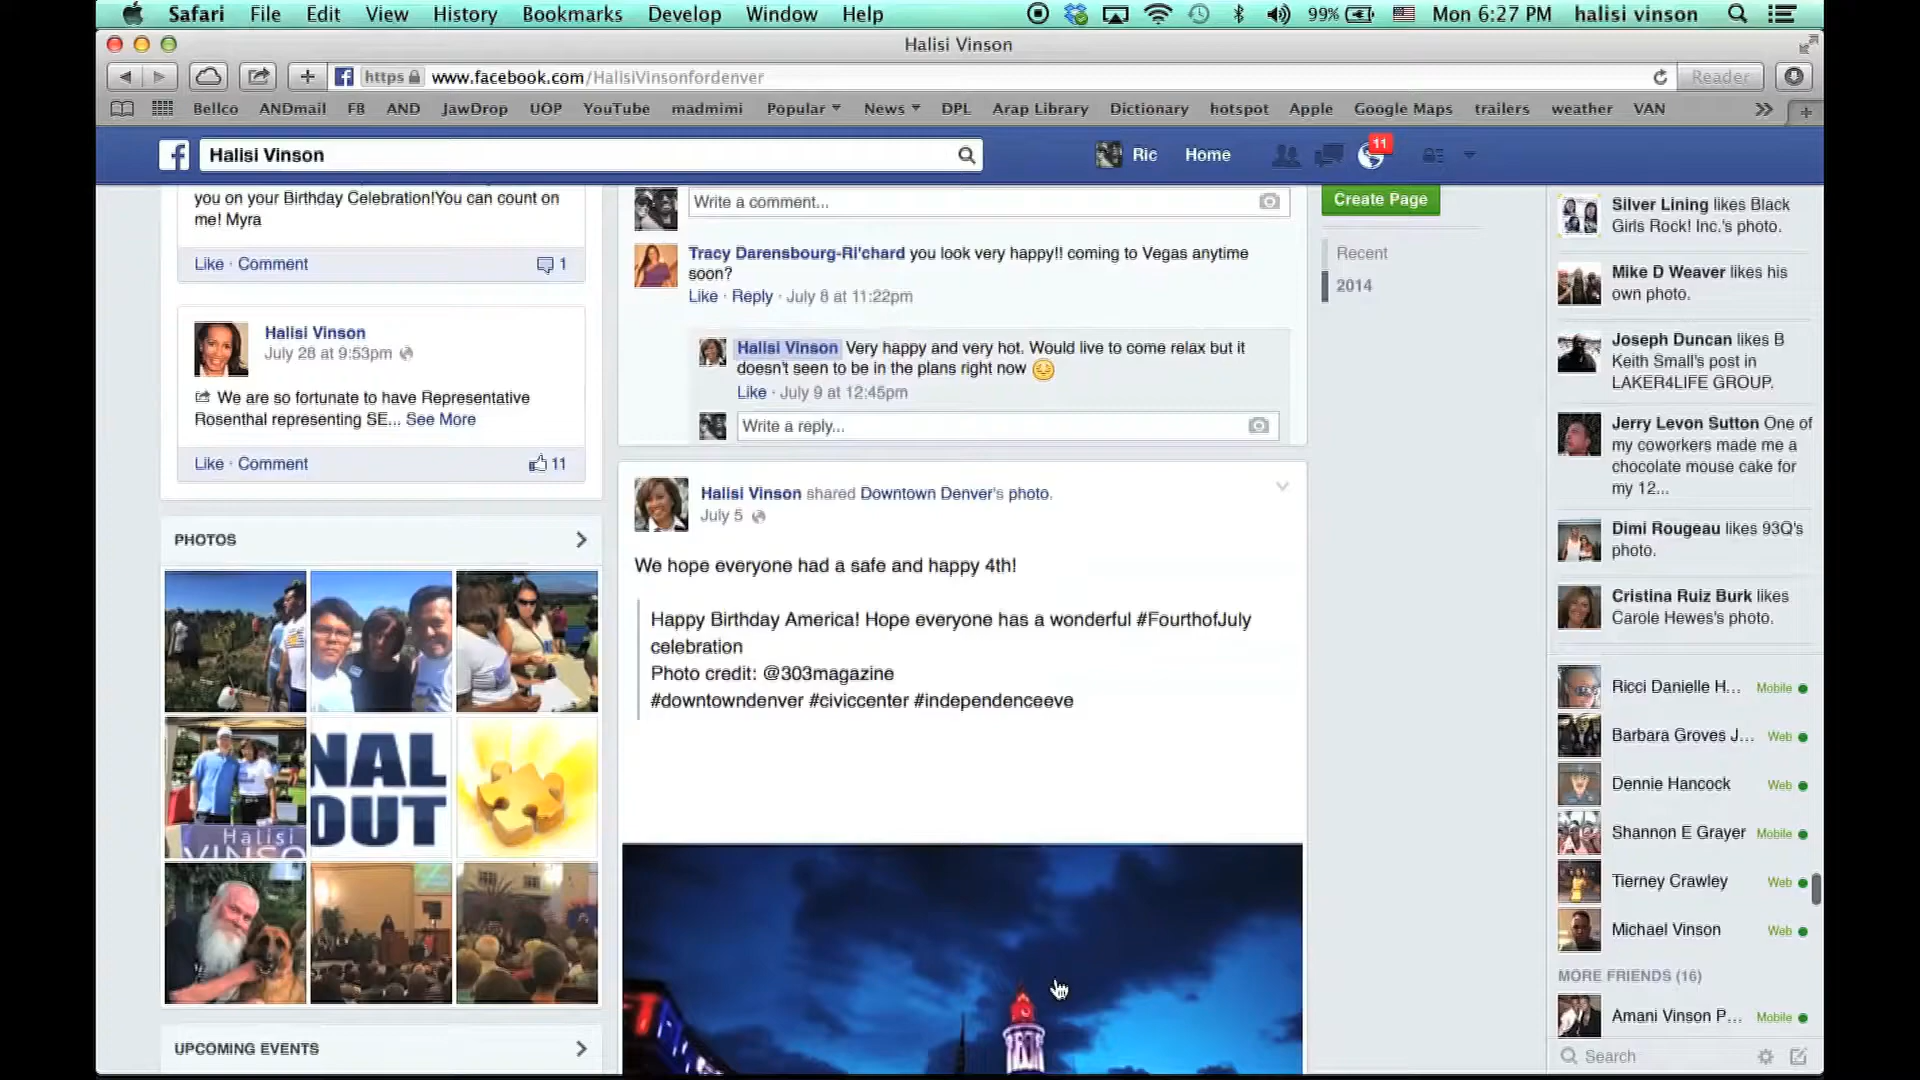 Safari File Edit View History Bookmarks Develop Window Help 99% Mon 6:27 PM halisi vinson
Halisi Vinson
https www.facebook.com/HalisiVinsonfordenver Reader
Bellco ANDmail FB AND JawDrop UOP YouTube madmimi Popular News DPL Arap Library Dictionary hotspot Apple Google Maps trailers weather VAN
f Halisi Vinson Ric Home 11
you on your Birthday Celebration!You can count on
me! Myra
Like · Comment 1
Halisi Vinson
July 28 at 9:53pm
We are so fortunate to have Representative
Rosenthal representing SE... See More
Like · Comment 11
PHOTOS
Halisi
VINSO
NAL
OUT
UPCOMING EVENTS
Write a comment...
Tracy Darensbourg-Ri'chard you look very happy!! coming to Vegas anytime
soon?
Like · Reply · July 8 at 11:22pm
Halisi Vinson Very happy and very hot. Would live to come relax but it
doesn't seen to be in the plans right now
Like · July 9 at 12:45pm
Write a reply...
Halisi Vinson shared Downtown Denver's photo.
July 5
We hope everyone had a safe and happy 4th!
Happy Birthday America! Hope everyone has a wonderful #FourthofJuly
celebration
Photo credit: @303magazine
#downtowndenver #civiccenter #independenceeve
Create Page
Recent
2014
Silver Lining likes Black
Girls Rock! Inc.'s photo.
Mike D Weaver likes his
own photo.
Joseph Duncan likes B
Keith Small's post in
LAKER4LIFE GROUP.
Jerry Levon Sutton One of
my coworkers made me a
chocolate mouse cake for
my 12...
Dimi Rougeau likes 93Q's
photo.
Cristina Ruiz Burk likes
Carole Hewes's photo.
Ricci Danielle H... Mobile
Barbara Groves J... Web
Dennie Hancock Web
Shannon E Grayer Mobile
Tierney Crawley Web
Michael Vinson Web
MORE FRIENDS (16)
Amani Vinson P... Mobile
Search